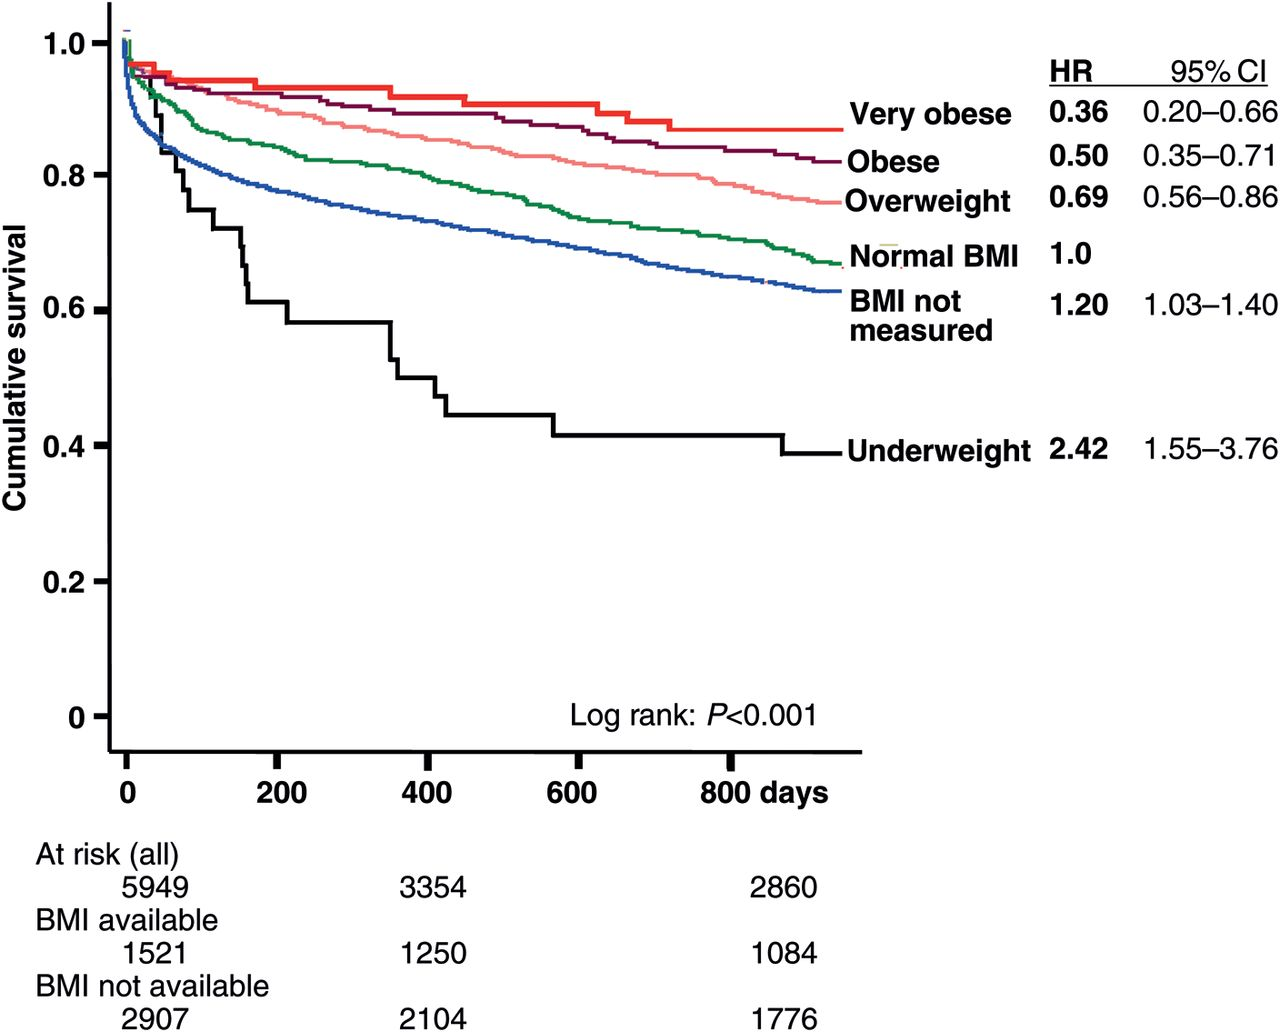 HR 95% CI
1.0
Very obese 0.36 0.20–0.66
Obese 0.50 0.35–0.71
0.8
Overweight 0.69 0.56–0.86
Normal BMI 1.0
BMI not
measured 1.20 1.03–1.40
0.6
Cumulative survival
0.4
Underweight 2.42 1.55–3.76
0.2
0
Log rank: P<0.001
0 200 400 600 800 days
At risk (all)
5949 3354 2860
BMI available
1521 1250 1084
BMI not available
2907 2104 1776